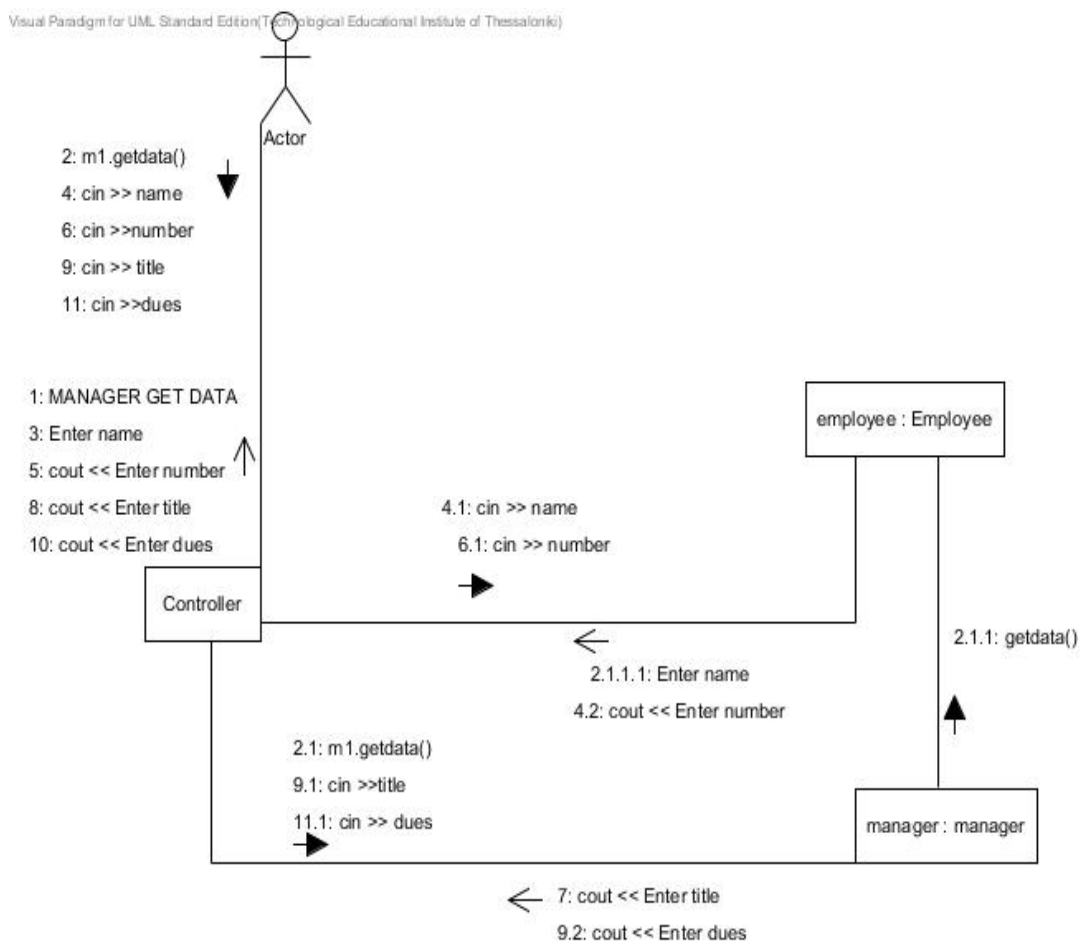 Visual Paradigm for UML Standard Edition(Technological Educational Institute of Thessaloniki)
Actor
2: m1.getdata()
4: cin >> name
6: cin >>number
9: cin >> title
11: cin >>dues
1: MANAGER GET DATA
3: Enter name
5: cout << Enter number
8: cout << Enter title
10: cout << Enter dues
employee : Employee
4.1: cin >> name
6.1: cin >> number
Controller
2.1.1: getdata()
2.1.1.1: Enter name
4.2: cout << Enter number
2.1: m1.getdata()
9.1: cin >>title
11.1: cin >> dues
manager : manager
7: cout << Enter title
9.2: cout << Enter dues